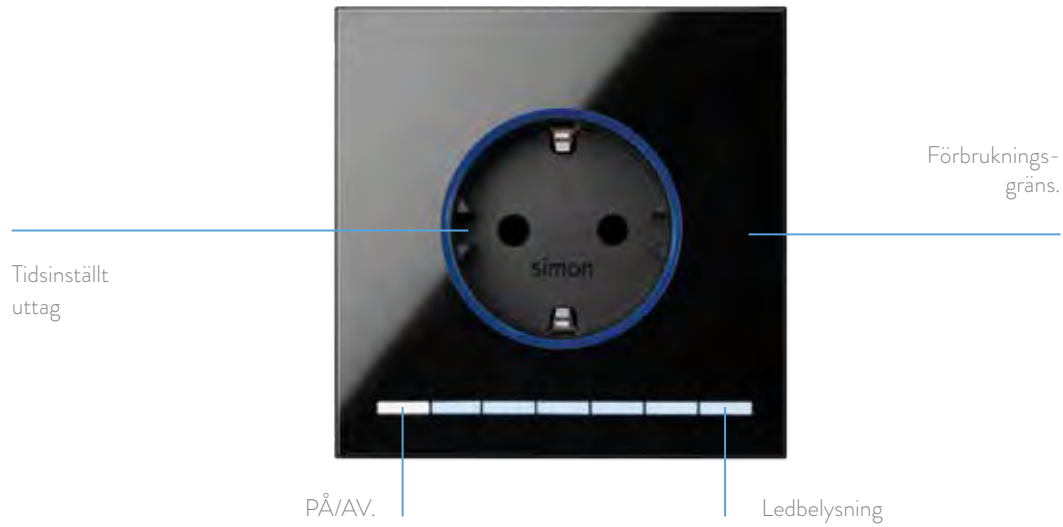 Förbruknings-
gräns.
Tidsinställt
uttag
simon
PÅ/AV.
Ledbelysning